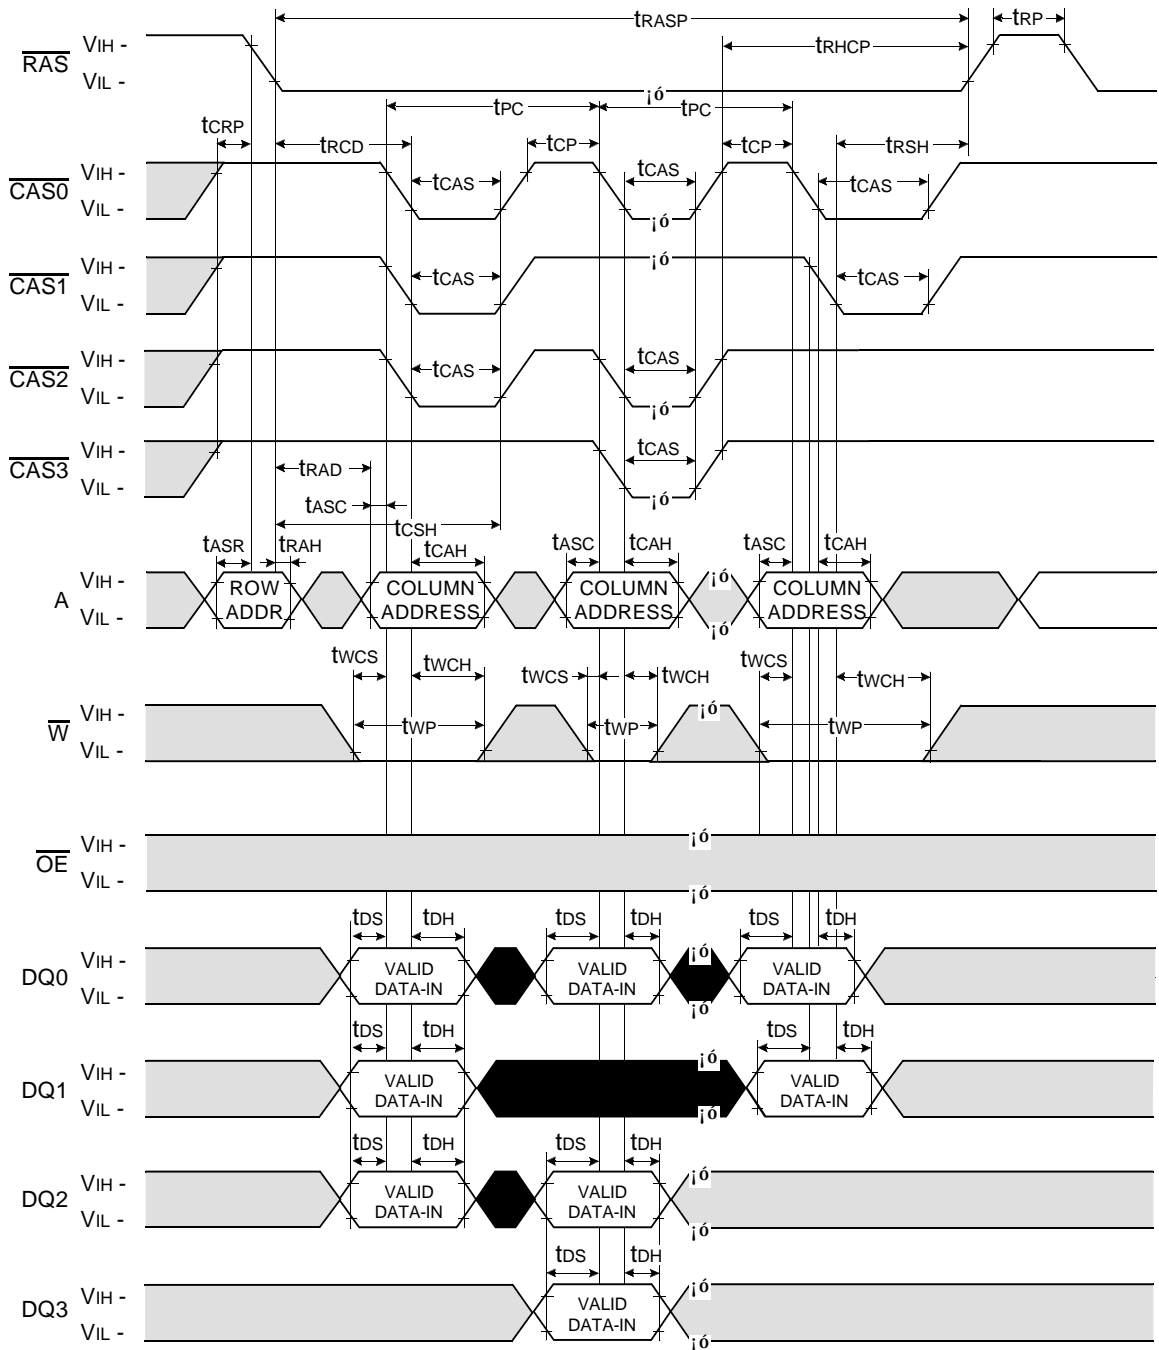 tRASP
tRP
VIH -
RAS
tRHCP
VIL -
¡ó
tPC
tPC
tCRP
tRCD
tCP
tCP
tRSH
VIH -
CAS0
tCAS
tCAS
tCAS
VIL -
¡ó
VIH -
¡ó
CAS1
tCAS
tCAS
VIL -
VIH -
CAS2
tCAS
tCAS
VIL -
¡ó
VIH -
CAS3
tCAS
tRAD
VIL -
¡ó
tASC
tCSH
tASR
tRAH
tCAH
tASC
tCAH
tASC
tCAH
VIH -
A
VIL -
ROW
ADDR
COLUMN
ADDRESS
COLUMN
ADDRESS
¡ó
¡ó
COLUMN
ADDRESS
tWCS
tWCH
tWCS
tWCH
tWCS
tWCH
VIH -
W
tWP
tWP
¡ó
tWP
VIL -
VIH -
¡ó
OE
VIL -
¡ó
tDS
tDH
tDS
tDH
tDS
tDH
VIH -
DQ0
VIL -
VALID
DATA-IN
VALID
DATA-IN
¡ó
¡ó
VALID
DATA-IN
tDS
tDH
tDS
tDH
VIH -
DQ1
VIL -
VALID
DATA-IN
¡ó
¡ó
VALID
DATA-IN
tDS
tDH
tDS
tDH
VIH -
DQ2
VIL -
VALID
DATA-IN
VALID
DATA-IN
¡ó
¡ó
tDS
tDH
VIH -
DQ3
VIL -
VALID
DATA-IN
¡ó
¡ó